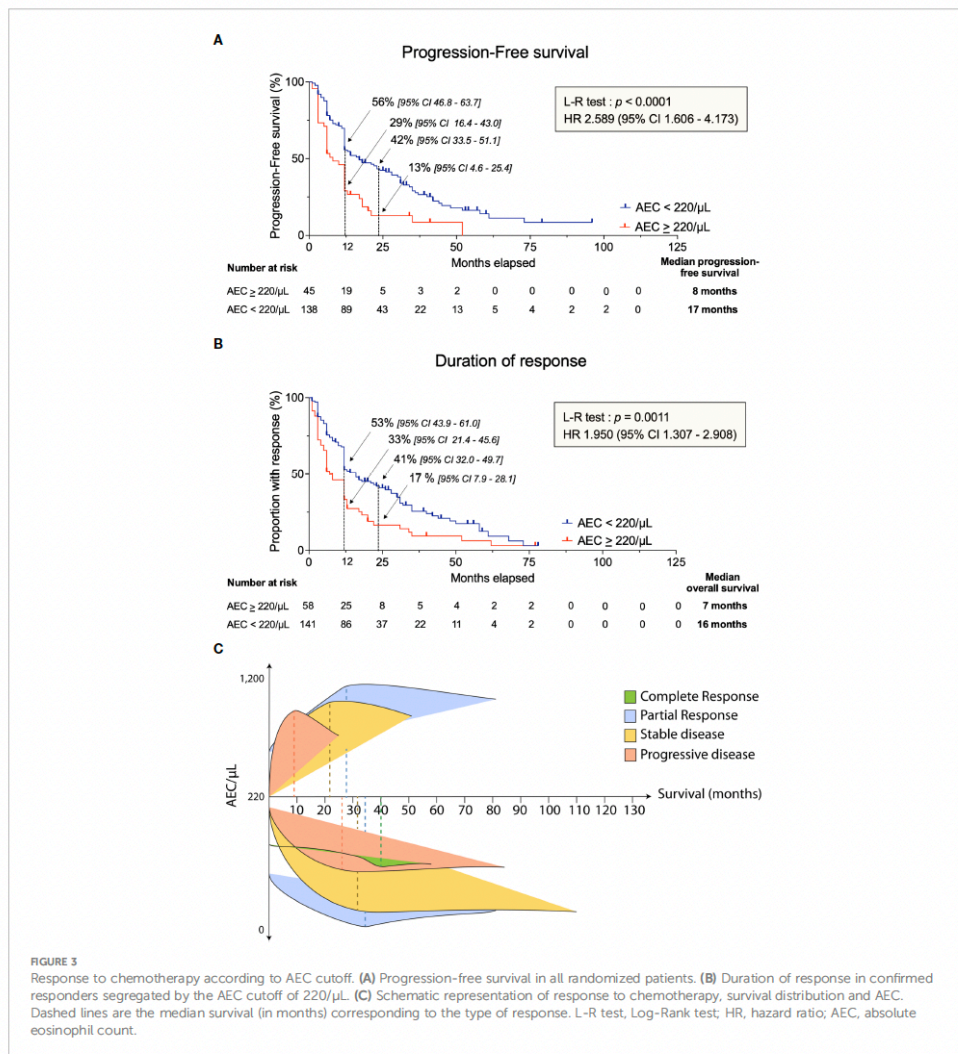 A
Progression-Free survival
Progression-Free survival (%)
100
50
0
56% [95% CI 46.8 - 63.7]
29% [95% CI 16.4 - 43.0]
42% [95% CI 33.5 - 51.1]
13% [95% CI 4.6 - 25.4]
L-R test : p < 0.0001
HR 2.589 (95% CI 1.606 - 4.173)
AEC < 220/µL
AEC ≥ 220/µL
0 12 25 50 75 100 125
Months elapsed
Number at risk
Median progression-
free survival
AEC ≥ 220/µL 45 19 5 3 2 0 0 0 0 0 8 months
AEC < 220/µL 138 89 43 22 13 5 4 2 2 0 17 months
B
Duration of response
Proportion with response (%)
100
50
0
53% [95% CI 43.9 - 61.0]
33% [95% CI 21.4 - 45.6]
41% [95% CI 32.0 - 49.7]
17 % [95% CI 7.9 - 28.1]
L-R test : p = 0.0011
HR 1.950 (95% CI 1.307 - 2.908)
AEC < 220/µL
AEC ≥ 220/µL
0 12 25 50 75 100 125
Months elapsed
Number at risk
Median
overall survival
AEC ≥ 220/µL 58 25 8 5 4 2 2 0 0 0 0 7 months
AEC < 220/µL 141 86 37 22 11 4 2 0 0 0 0 16 months
C
1,200
AEC/µL
220
0
Complete Response
Partial Response
Stable disease
Progressive disease
Survival (months)
10 20 30 40 50 60 70 80 90 100 110 120 130
FIGURE 3
Response to chemotherapy according to AEC cutoff. (A) Progression-free survival in all randomized patients. (B) Duration of response in confirmed
responders segregated by the AEC cutoff of 220/µL. (C) Schematic representation of response to chemotherapy, survival distribution and AEC.
Dashed lines are the median survival (in months) corresponding to the type of response. L-R test, Log-Rank test; HR, hazard ratio; AEC, absolute
eosinophil count.